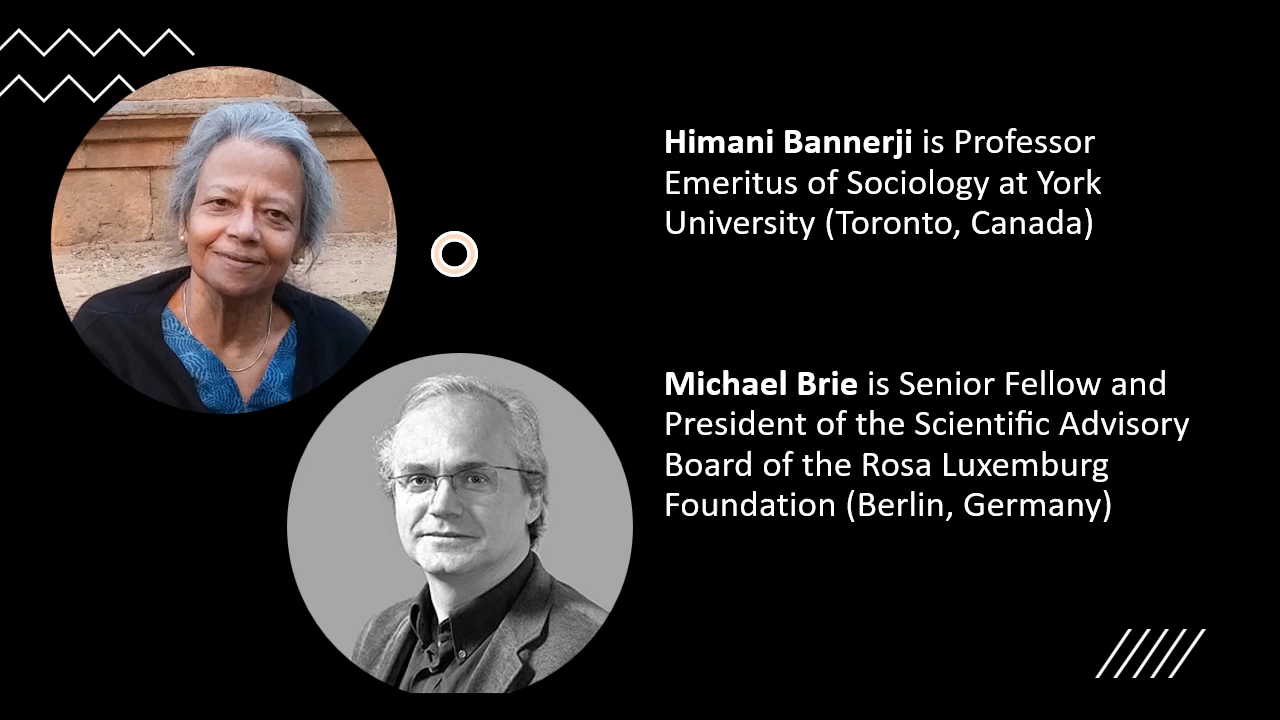 Himani Bannerji is Professor
Emeritus of Sociology at York
University (Toronto, Canada)
Michael Brie is Senior Fellow and
President of the Scientific Advisory
Board of the Rosa Luxemburg
Foundation (Berlin, Germany)